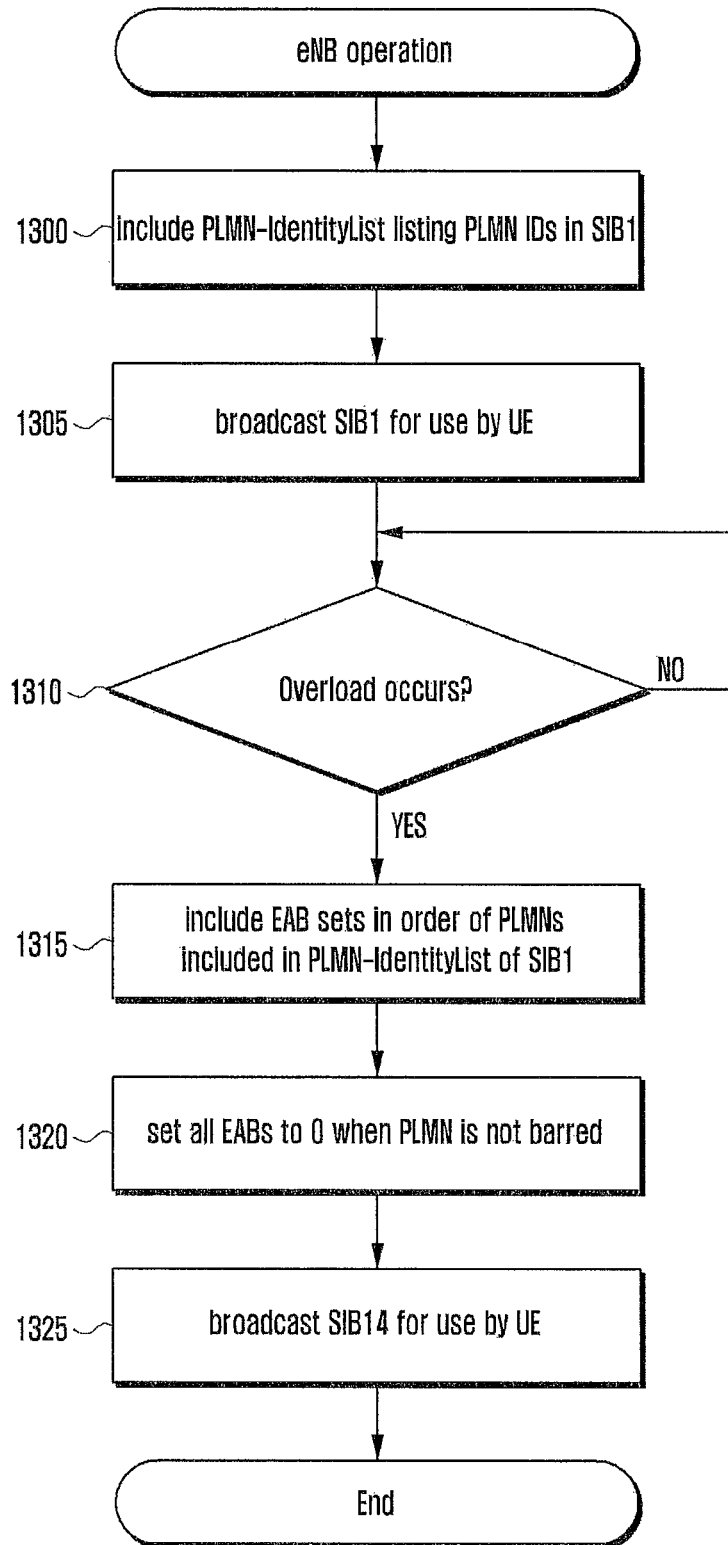 eNB operation
1300
include PLMN-IdentityList listing PLMN IDs in SIB1
1305
broadcast SIB1 for use by UE
1310
Overload occurs?
NO
YES
1315
include EAB sets in order of PLMNs
included in PLMN-IdentityList of SIB1
1320
set all EABs to 0 when PLMN is not barred
1325
broadcast SIB14 for use by UE
End